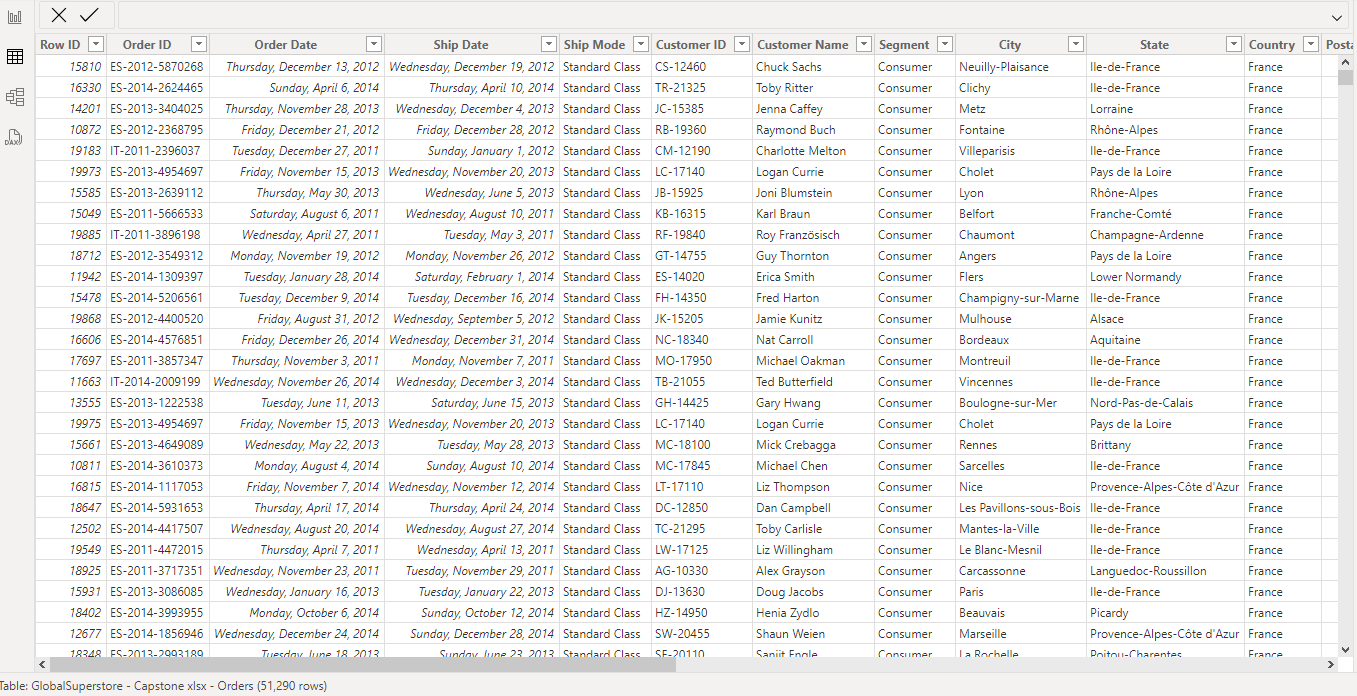 Row ID Order ID Order Date Ship Date Ship Mode Customer ID Customer Name Segment City State Country Posta
15810 ES-2012-5870268 Thursday, December 13, 2012 Wednesday, December 19, 2012 Standard Class CS-12460 Chuck Sachs Consumer Neuilly-Plaisance Ile-de-France France
16330 ES-2014-2624465 Sunday, April 6, 2014 Thursday, April 10, 2014 Standard Class TR-21325 Toby Ritter Consumer Clichy Ile-de-France France
14201 ES-2013-3404025 Thursday, November 28, 2013 Wednesday, December 4, 2013 Standard Class JC-15385 Jenna Caffey Consumer Metz Lorraine France
10872 ES-2012-2368795 Friday, December 21, 2012 Friday, December 28, 2012 Standard Class RB-19360 Raymond Buch Consumer Fontaine Rhône-Alpes France
19183 IT-2011-2396037 Tuesday, December 27, 2011 Sunday, January 1, 2012 Standard Class CM-12190 Charlotte Melton Consumer Villeparisis Ile-de-France France
19973 ES-2013-4954697 Friday, November 15, 2013 Wednesday, November 20, 2013 Standard Class LC-17140 Logan Currie Consumer Cholet Pays de la Loire France
15585 ES-2013-2639112 Thursday, May 30, 2013 Wednesday, June 5, 2013 Standard Class JB-15925 Joni Blumstein Consumer Lyon Rhône-Alpes France
15049 ES-2011-5666533 Saturday, August 6, 2011 Wednesday, August 10, 2011 Standard Class KB-16315 Karl Braun Consumer Belfort Franche-Comté France
19885 IT-2011-3896198 Wednesday, April 27, 2011 Tuesday, May 3, 2011 Standard Class RF-19840 Roy Französisch Consumer Chaumont Champagne-Ardenne France
18712 ES-2012-3549312 Monday, November 19, 2012 Monday, November 26, 2012 Standard Class GT-14755 Guy Thornton Consumer Angers Pays de la Loire France
11942 ES-2014-1309397 Tuesday, January 28, 2014 Saturday, February 1, 2014 Standard Class ES-14020 Erica Smith Consumer Flers Lower Normandy France
15478 ES-2014-5206561 Tuesday, December 9, 2014 Tuesday, December 16, 2014 Standard Class FH-14350 Fred Harton Consumer Champigny-sur-Marne Ile-de-France France
19868 ES-2012-4400520 Friday, August 31, 2012 Wednesday, September 5, 2012 Standard Class JK-15205 Jamie Kunitz Consumer Mulhouse Alsace France
16606 ES-2014-4576851 Friday, December 26, 2014 Wednesday, December 31, 2014 Standard Class NC-18340 Nat Carroll Consumer Bordeaux Aquitaine France
17697 ES-2011-3857347 Thursday, November 3, 2011 Monday, November 7, 2011 Standard Class MO-17950 Michael Oakman Consumer Montreuil Ile-de-France France
11663 IT-2014-2009199 Wednesday, November 26, 2014 Wednesday, December 3, 2014 Standard Class TB-21055 Ted Butterfield Consumer Vincennes Ile-de-France France
13555 ES-2013-1222538 Tuesday, June 11, 2013 Saturday, June 15, 2013 Standard Class GH-14425 Gary Hwang Consumer Boulogne-sur-Mer Nord-Pas-de-Calais France
19975 ES-2013-4954697 Friday, November 15, 2013 Wednesday, November 20, 2013 Standard Class LC-17140 Logan Currie Consumer Cholet Pays de la Loire France
15661 ES-2013-4649089 Wednesday, May 22, 2013 Tuesday, May 28, 2013 Standard Class MC-18100 Mick Crebagga Consumer Rennes Brittany France
10811 ES-2014-3610373 Monday, August 4, 2014 Sunday, August 10, 2014 Standard Class MC-17845 Michael Chen Consumer Sarcelles Ile-de-France France
16815 ES-2014-1117053 Friday, November 7, 2014 Wednesday, November 12, 2014 Standard Class LT-17110 Liz Thompson Consumer Nice Provence-Alpes-Côte d'Azur France
18647 ES-2014-5931653 Thursday, April 17, 2014 Thursday, April 24, 2014 Standard Class DC-12850 Dan Campbell Consumer Les Pavillons-sous-Bois Ile-de-France France
12502 ES-2014-4417507 Wednesday, August 20, 2014 Wednesday, August 27, 2014 Standard Class TC-21295 Toby Carlisle Consumer Mantes-la-Ville Ile-de-France France
19549 ES-2011-4472015 Thursday, April 7, 2011 Wednesday, April 13, 2011 Standard Class LW-17125 Liz Willingham Consumer Le Blanc-Mesnil Ile-de-France France
18925 ES-2011-3717351 Wednesday, November 23, 2011 Tuesday, November 29, 2011 Standard Class AG-10330 Alex Grayson Consumer Carcassonne Languedoc-Roussillon France
15931 ES-2013-3086085 Wednesday, January 16, 2013 Tuesday, January 22, 2013 Standard Class DJ-13630 Doug Jacobs Consumer Paris Ile-de-France France
18402 ES-2014-3993955 Monday, October 6, 2014 Sunday, October 12, 2014 Standard Class HZ-14950 Henia Zydlo Consumer Beauvais Picardy France
12677 ES-2014-1856946 Wednesday, December 24, 2014 Sunday, December 28, 2014 Standard Class SW-20455 Shaun Weien Consumer Marseille Provence-Alpes-Côte d'Azur France
18348 ES-2013-2993189 Tuesday, June 18, 2013 Sunday, June 23, 2013 Standard Class SE-20110 Sanjit Engle Consumer La Rochelle Poitou-Charentes France
DAX
Table: GlobalSuperstore - Capstone xlsx - Orders (51,290 rows)